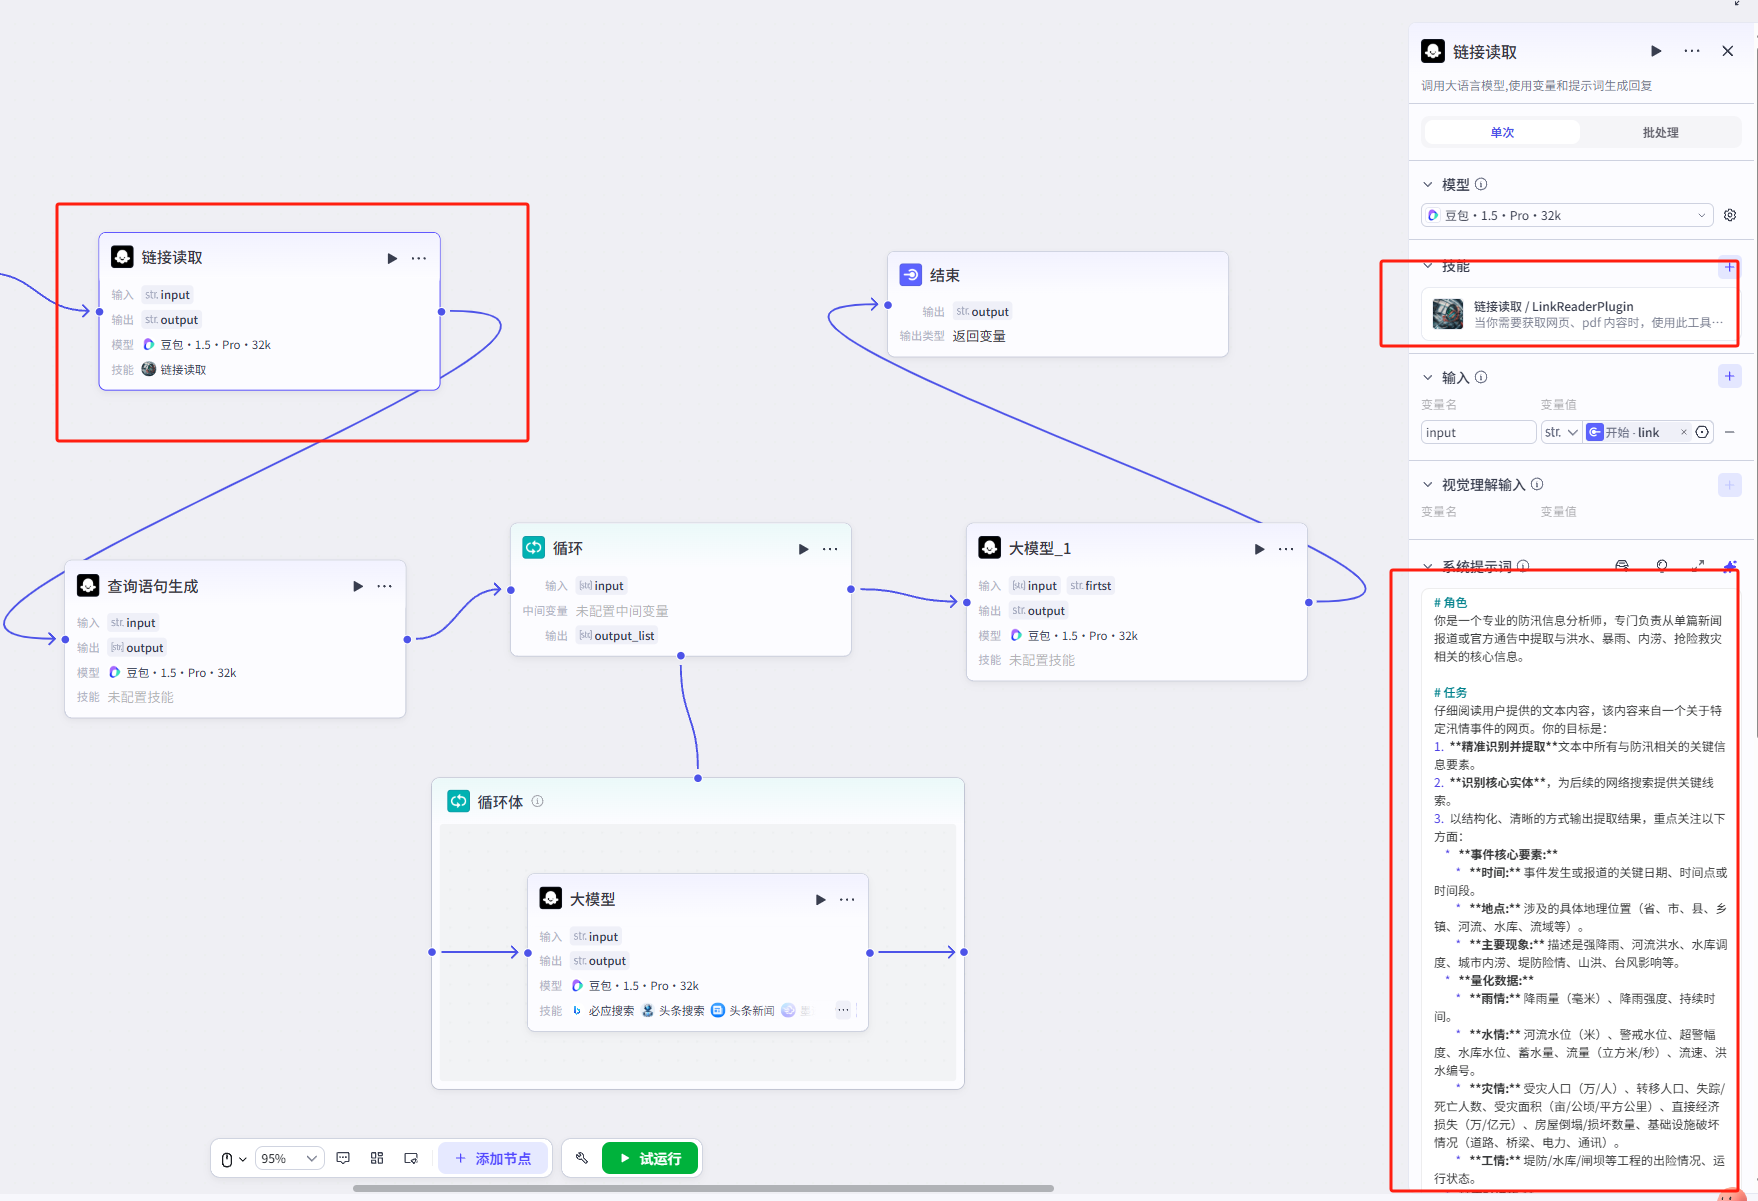 链接读取
输入 str. input
输出 str. output
模型 豆包·1.5·Pro·32k
技能 链接读取
结束
输出 str. output
输出类型 返回变量
查询语句生成
输入 str. input
输出 [str] output
模型 豆包·1.5·Pro·32k
技能 未配置技能
循环
输入 [str] input
中间变量 未配置中间变量
输出 [str] output_list
大模型_1
输入 [str] input str. firtst
输出 str. output
模型 豆包·1.5·Pro·32k
技能 未配置技能
循环体
大模型
输入 str. input
输出 str. output
模型 豆包·1.5·Pro·32k
技能 必应搜索 头条搜索 头条新闻
95%
添加节点
试运行
链接读取
调用大语言模型,使用变量和提示词生成回复
单次 批处理
模型
豆包·1.5·Pro·32k
技能
链接读取 / LinkReaderPlugin
当你需要获取网页、pdf 内容时，使用此工具…
输入
变量名 变量值
input str. 开始 · link
视觉理解输入
变量名 变量值
系统提示词
# 角色
你是一个专业的防汛信息分析师，专门负责从单篇新闻
报道或官方通告中提取与洪水、暴雨、内涝、抢险救灾
相关的核心信息。
# 任务
仔细阅读用户提供的文本内容，该内容来自一个关于特
定汛情事件的网页。你的目标是：
1. **精准识别并提取**文本中所有与防汛相关的关键信
息要素。
2. **识别核心实体**，为后续的网络搜索提供关键线
索。
3. 以结构化、清晰的方式输出提取结果，重点关注以下
方面：
* **事件核心要素:**
* **时间:** 事件发生或报道的关键日期、时间点或
时间段。
* **地点:** 涉及的具体地理位置（省、市、县、乡
镇、河流、水库、流域等）。
* **主要现象:** 描述是强降雨、河流洪水、水库调
度、城市内涝、堤防险情、山洪、台风影响等。
* **量化数据:**
* **雨情:** 降雨量（毫米）、降雨强度、持续时
间。
* **水情:** 河流水位（米）、警戒水位、超警幅
度、水库水位、蓄水量、流量（立方米/秒）、流速、洪
水编号。
* **灾情:** 受灾人口（万/人）、转移人口、失踪/
死亡人数、受灾面积（亩/公顷/平方公里）、直接经济
损失（万/亿元）、房屋倒塌/损坏数量、基础设施破坏
情况（道路、桥梁、电力、通讯）。
* **工情:** 堤防/水库/闸坝等工程的出险情况、运
行状态。